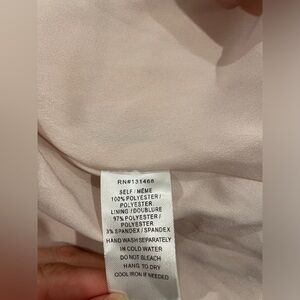 RN#131466
SELF / MÊME
100% POLYESTER /
POLYESTER
LINING / DOUBLURE
97% POLYESTER /
POLYESTER
3% SPANDEX / SPANDEX
HAND WASH SEPARATELY
IN COLD WATER
DO NOT BLEACH
HANG TO DRY
COOL IRON IF NEEDED